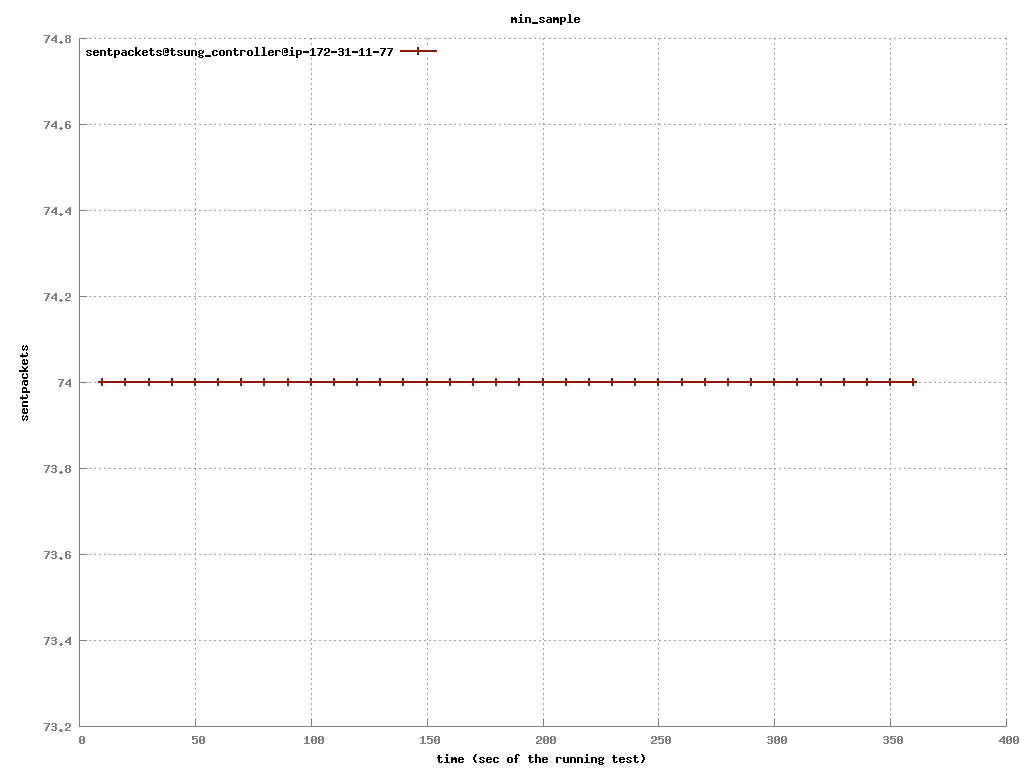 min_sample
74.8
sentpackets@tsung_controller@ip-172-31-11-77
74.6
74.4
74.2
sentpackets
74
73.8
73.6
73.4
73.2
0 50 100 150 200 250 300 350 400
time (sec of the running test)